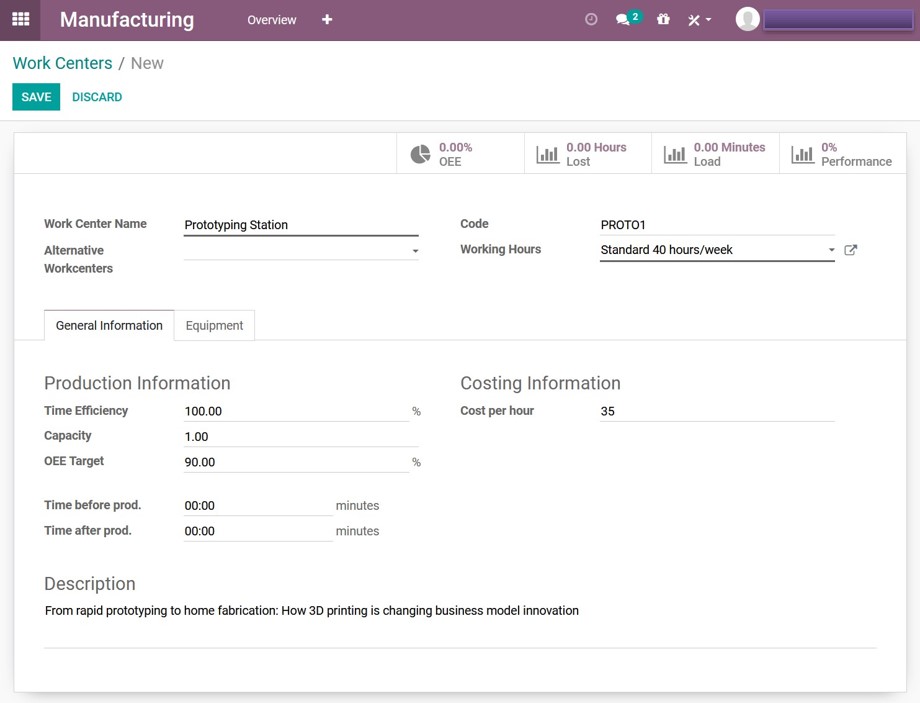 Manufacturing Overview 2
Work Centers / New
SAVE DISCARD
0.00% 0.00 Hours 0.00 Minutes 0%
OEE Lost Load Performance
Work Center Name Prototyping Station Code PROTO1
Alternative Working Hours Standard 40 hours/week
Workcenters
General Information Equipment
Production Information Costing Information
Time Efficiency 100.00 % Cost per hour 35
Capacity 1.00
OEE Target 90.00 %
Time before prod. 00:00 minutes
Time after prod. 00:00 minutes
Description
From rapid prototyping to home fabrication: How 3D printing is changing business model innovation